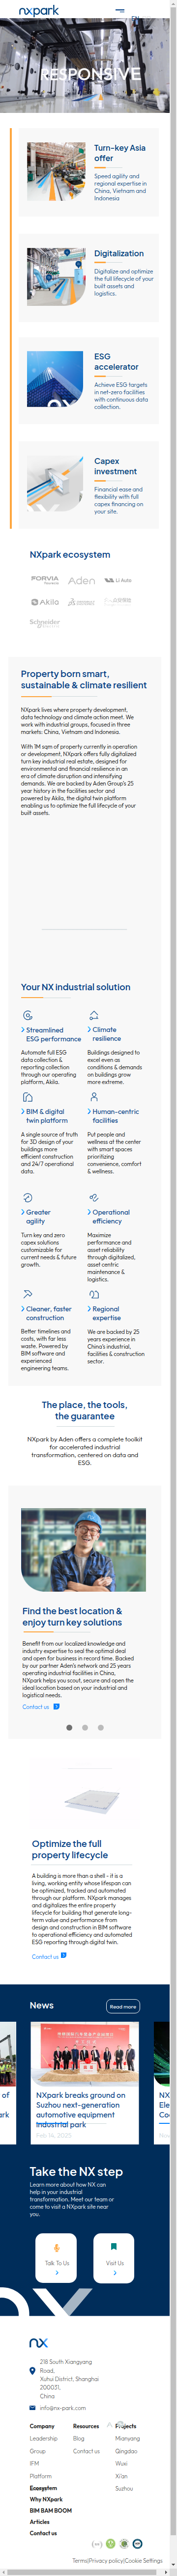 nxpark
EN
RESPONSIVE
Turn-key Asia
offer
Speed agility and
regional expertise in
China, Vietnam and
Indonesia
Digitalization
Digitalize and optimize
the full lifecycle of your
built assets and
logistics.
ESG
accelerator
Achieve ESG targets
in net-zero facilities
with continuous data
collection.
Capex
investment
Financial ease and
flexibility with full
capex financing on
your site.
NXpark ecosystem
FORVIA
Aden
Li Auto
Akila
Schneider
Property born smart,
sustainable & climate resilient
NXpark lives where property development,
data technology and climate action meet. We
work with industrial groups, focused in three
markets: China, Vietnam and Indonesia.
With 1M sqm of property currently in operation
or development, NXpark offers fully digitalized
turn key industrial real estate, designed for
environmental and financial resilience in an
era of climate disruption and intensifying
demands. We are backed by Aden Group's 25
year history in the facilities sector and
powered by Akila, the digital twin platform
enabling us to optimize the full lifecycle of your
built assets.
Your NX industrial solution
Streamlined
ESG performance
Automate full ESG
data collection &
reporting collection
through our operating
platform, Akila.
Climate
resilience
Buildings designed to
excel even as
conditions & demands
on buildings grow
more extreme.
BIM & digital
twin platform
A single source of truth
for 3D design of your
buildings more
efficient construction
and 24/7 operational
data.
Human-centric
facilities
Put people and
wellness at the center
with smart spaces
prioritizing
convenience, comfort
& wellness.
Greater
agility
Turn key and zero
capex solutions
customizable for
current needs & future
growth.
Operational
efficiency
Maximize
performance and
asset reliability
through digitalized,
asset centric
maintenance &
logistics.
Cleaner, faster
construction
Better timelines and
costs, with far less
waste. Powered by
BIM software and
experienced
engineering teams.
Regional
expertise
We are backed by 25
years experience in
China's industrial,
facilities & construction
sector.
The place, the tools,
the guarantee
NXpark by Aden offers a complete toolkit
for accelerated industrial
transformation, centered on data and
ESG.
Find the best location &
enjoy turn key solutions
Benefit from our localized knowledge and
industry expertise to seal the optimal deal
and open for business in record time. Backed
by our partner Aden's network and 25 years
operating industrial facilities in China,
NXpark helps you scout, secure and open the
ideal location based on your industrial and
logistical needs.
Contact us
Optimize the full
property lifecycle
A building is more than a shell – it is a
living, working entity whose lifespan can
be optimized, tracked and automated
through our platform. NXpark manages
and digitalizes the entire property
lifecycle for building that generate long-
term value and performance from
design and construction in BIM software
to operational efficiency and automated
ESG reporting through digital twin.
Contact us
News
Read more
of
ark
NXpark breaks ground on
Suzhou next-generation
automotive equipment
industrial park
Feb 14, 2023
NX
Ele
Co
Nov
Take the NX step
Learn more about how NX can
help in your industrial
transformation. Meet our team or
come to visit a NXpark site near
you.
Talk To Us
Visit Us
nx
218 South Xiangyang
Road,
Xuhui District, Shanghai
200031,
China
info@nx-park.com
Company
Resources
Projects
Leadership
Blog
Mianyang
Group
Contact us
Qingdao
IFM
Wuxi
Platform
Xi'an
Ecosystem
Suzhou
Why NXpark
BIM BAM BOOM
Articles
Contact us
Terms|Privacy policy|Cookie Settings